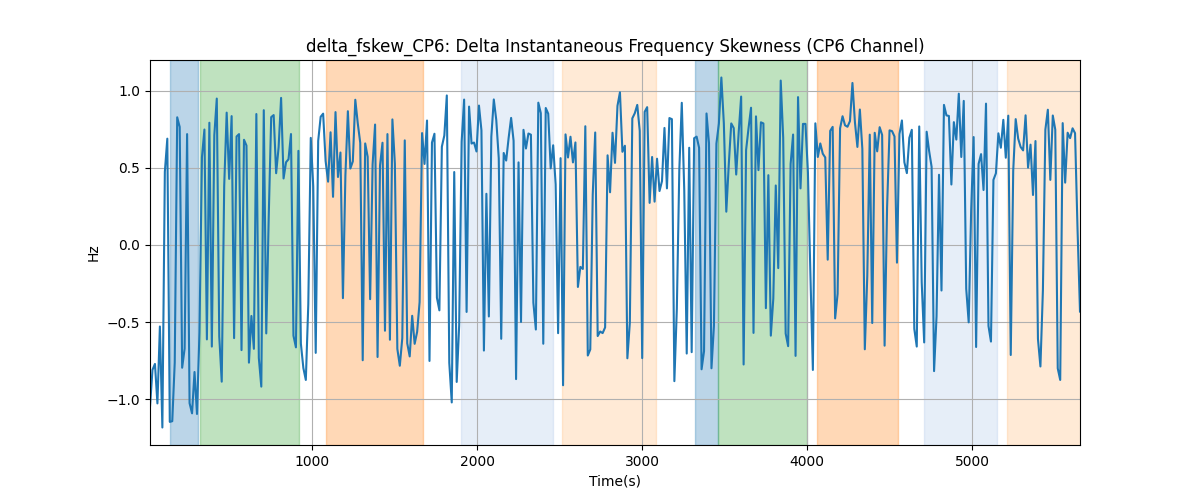 delta_fskew_CP6: Delta Instantaneous Frequency Skewness (CP6 Channel)
1.0
0.5
0.0
−0.5
−1.0
Hz
1000 2000 3000 4000 5000
Time(s)